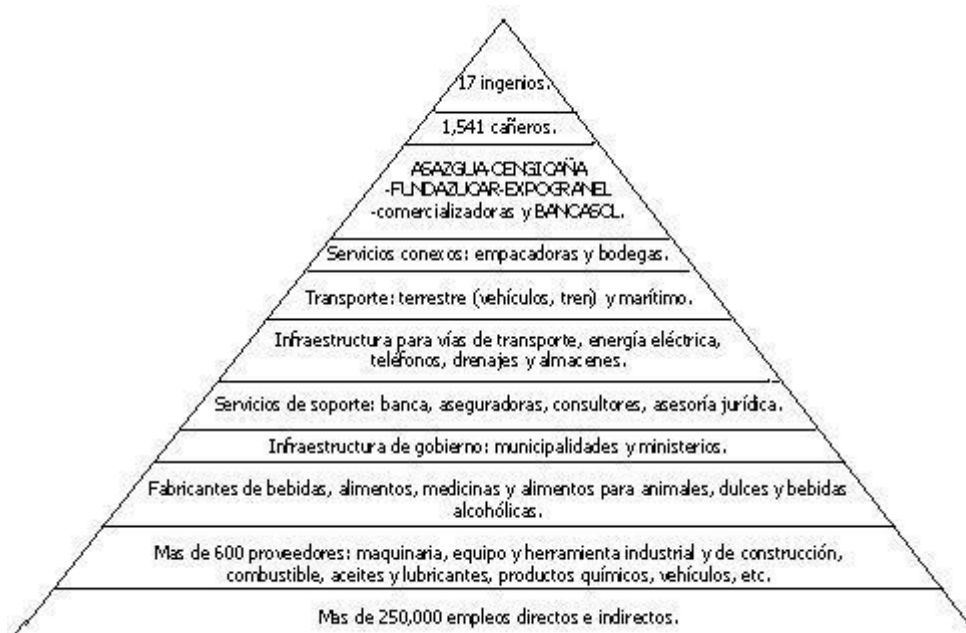 17 ingenios.
1,541 cañeros.
ASAZGUA-CENGICAÑA
-FUNDAZUCAR-EXPOGRANEL
-comercializadoras y BANCASOL.
Servicios conexos: empacadoras y bodegas.
Transporte: terrestre (vehículos, tren) y marítimo.
Infraestructura para vías de transporte, energía eléctrica,
teléfonos, drenajes y almacenes.
Servicios de soporte: banca, aseguradoras, consultores, asesoría jurídica.
Infraestructura de gobierno: municipalidades y ministerios.
Fabricantes de bebidas, alimentos, medicinas y alimentos para animales, dulces y bebidas
alcohólicas.
Mas de 600 proveedores: maquinaria, equipo y herramienta industrial y de construcción,
combustible, aceites y lubricantes, productos químicos, vehículos, etc.
Mas de 250,000 empleos directos e indirectos.